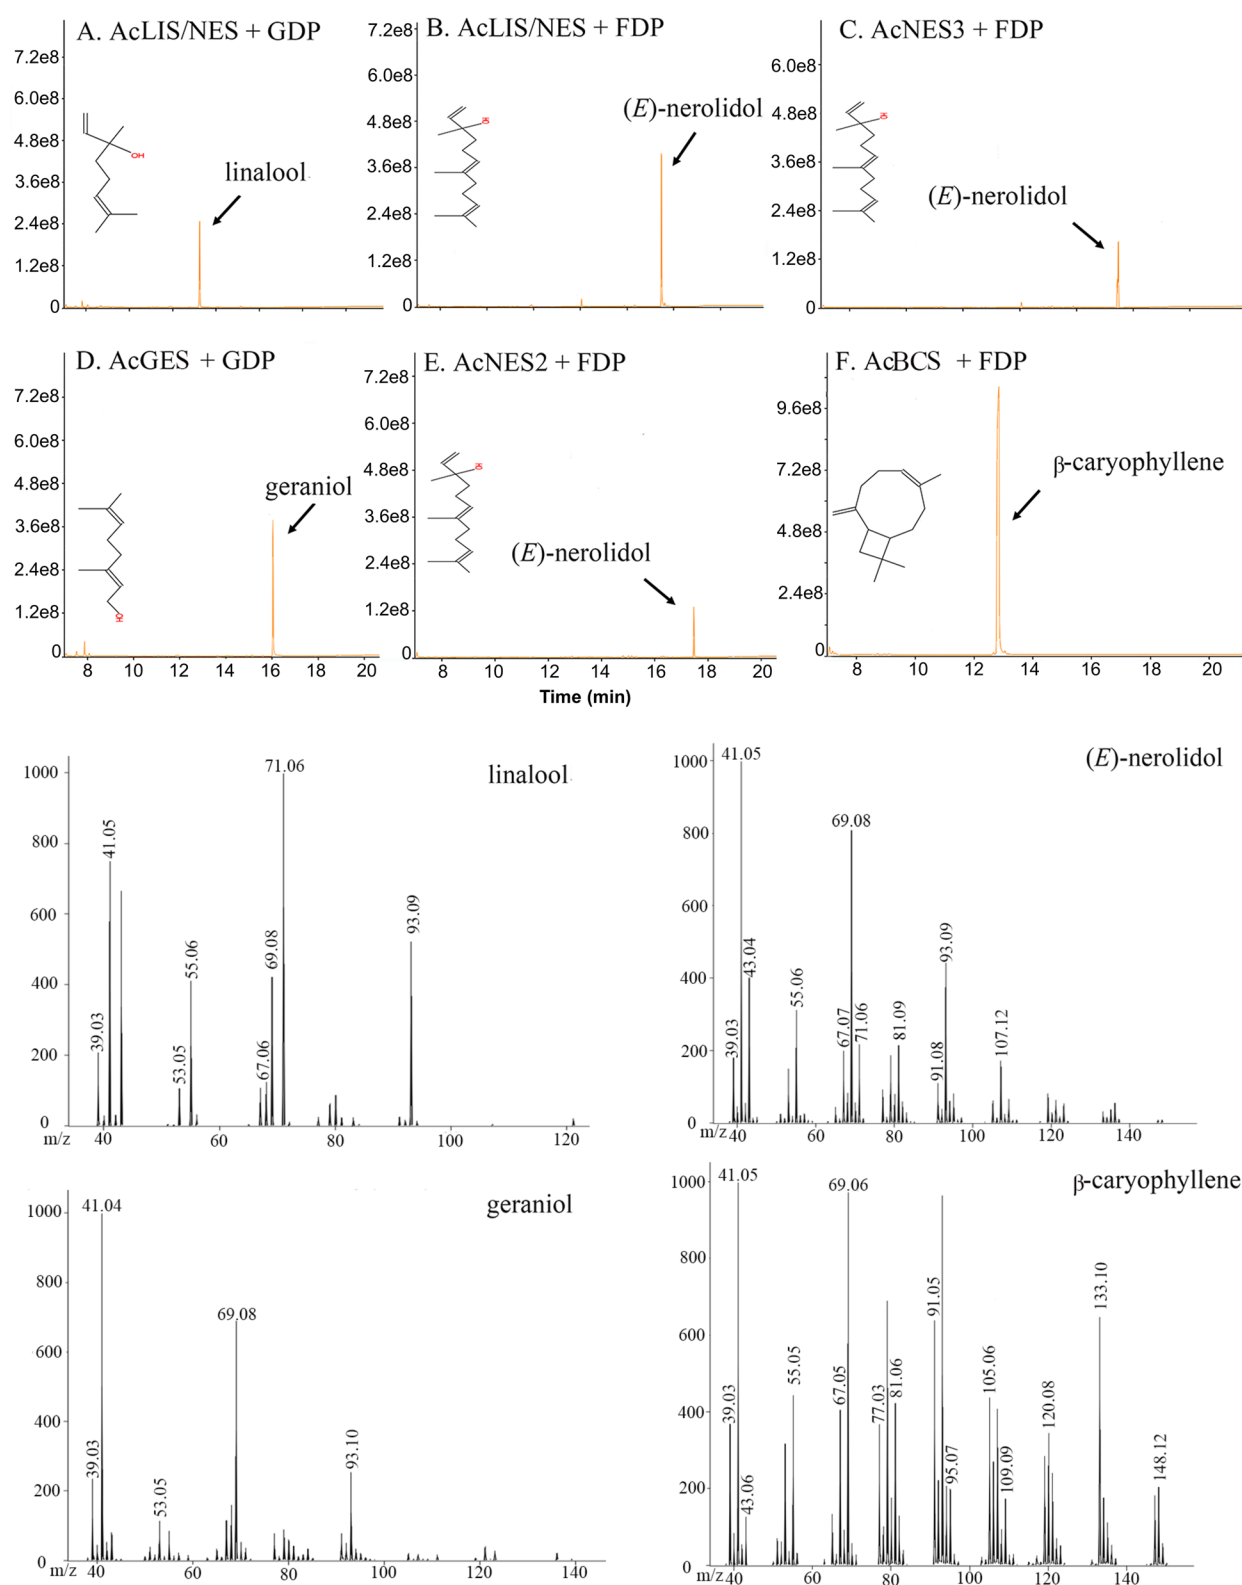 A. AcLIS/NES + GDP
7.2e8
6.0e8
4.8e8
3.6e8
2.4e8
1.2e8
0
OH
linalool
B. AcLIS/NES + FDP
7.2e8
6.0e8
4.8e8
3.6e8
2.4e8
1.2e8
0
(E)-nerolidol
C. AcNES3 + FDP
6.0e8
4.8e8
3.6e8
2.4e8
1.2e8
0
(E)-nerolidol
D. AcGES + GDP
7.2e8
6.0e8
4.8e8
3.6e8
2.4e8
1.2e8
0
geraniol
8 10 12 14 16 18 20
E. AcNES2 + FDP
7.2e8
6.0e8
4.8e8
3.6e8
2.4e8
1.2e8
0
(E)-nerolidol
8 10 12 14 16 18 20
Time (min)
F. AcBCS + FDP
9.6e8
7.2e8
4.8e8
2.4e8
0
β-caryophyllene
8 10 12 14 16 18 20
linalool
1000
800
600
400
200
0
39.03
41.05
53.05
55.06
67.06
69.08
71.06
93.09
m/z 40 60 80 100 120
(E)-nerolidol
1000
800
600
400
200
0
39.03
41.05
43.04
55.06
67.07
69.08
71.06
81.09
91.08
93.09
107.12
m/z 40 60 80 100 120 140
geraniol
1000
800
600
400
200
0
39.03
41.04
53.05
69.08
93.10
m/z 40 60 80 100 120 140
β-caryophyllene
1000
800
600
400
200
0
39.03
41.05
43.06
55.05
67.05
69.06
77.03
81.06
91.05
95.07
105.06
109.09
120.08
133.10
148.12
m/z 40 60 80 100 120 140